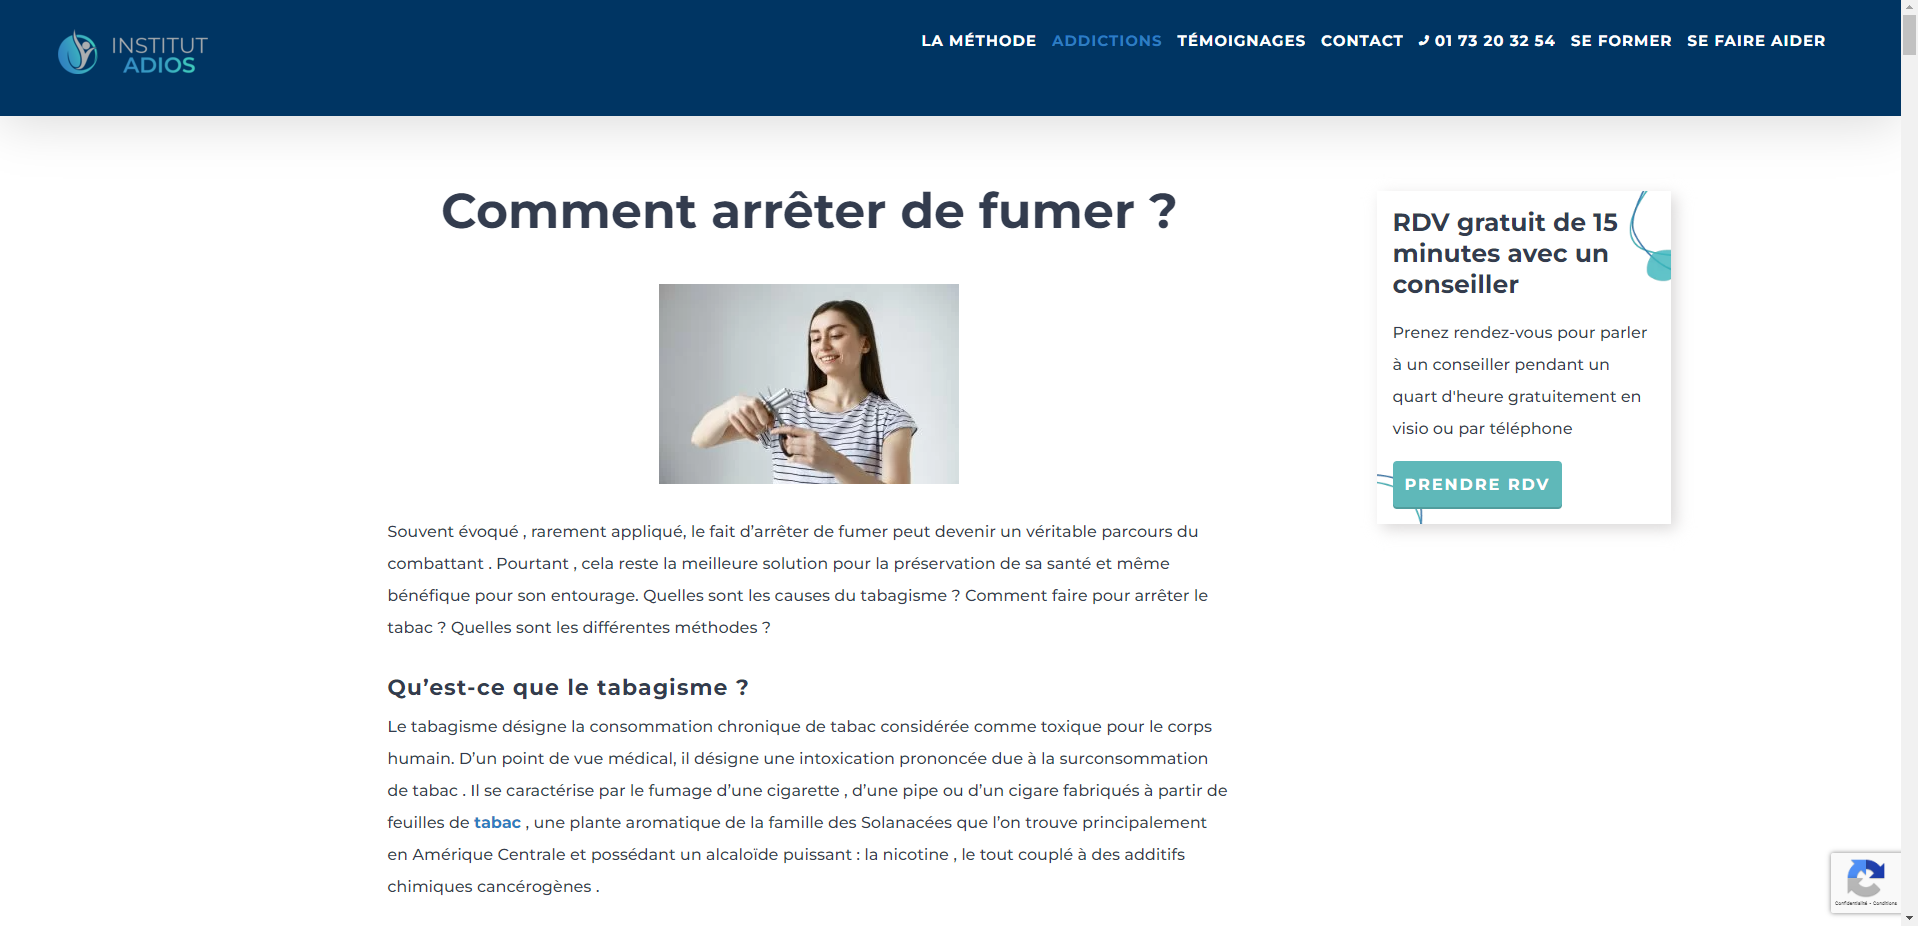 INSTITUT
ADIOS
LA MÉTHODE ADDICTIONS TÉMOIGNAGES CONTACT 01 73 20 32 54 SE FORMER SE FAIRE AIDER
Comment arrêter de fumer ?
Souvent évoqué , rarement appliqué, le fait d’arrêter de fumer peut devenir un véritable parcours du
combattant . Pourtant , cela reste la meilleure solution pour la préservation de sa santé et même
bénéfique pour son entourage. Quelles sont les causes du tabagisme ? Comment faire pour arrêter le
tabac ? Quelles sont les différentes méthodes ?
Qu’est-ce que le tabagisme ?
Le tabagisme désigne la consommation chronique de tabac considérée comme toxique pour le corps
humain. D’un point de vue médical, il désigne une intoxication prononcée due à la surconsommation
de tabac . Il se caractérise par le fumage d’une cigarette , d’une pipe ou d’un cigare fabriqués à partir de
feuilles de tabac , une plante aromatique de la famille des Solanacées que l’on trouve principalement
en Amérique Centrale et possédant un alcaloïde puissant : la nicotine , le tout couplé à des additifs
chimiques cancérogènes .
RDV gratuit de 15
minutes avec un
conseiller
Prenez rendez-vous pour parler
à un conseiller pendant un
quart d'heure gratuitement en
visio ou par téléphone
PRENDRE RDV
Confidentialité - Conditions